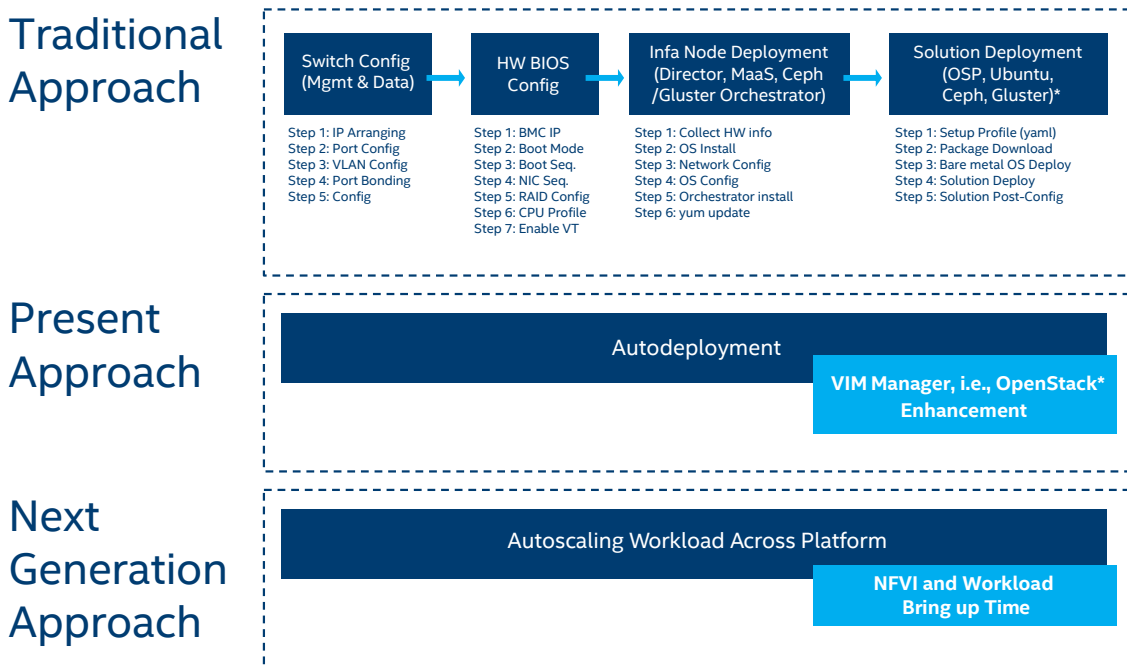 Traditional
Approach
Switch Config
(Mgmt & Data)
Step 1: IP Arranging
Step 2: Port Config
Step 3: VLAN Config
Step 4: Port Bonding
Step 5: Config
HW BIOS
Config
Step 1: BMC IP
Step 2: Boot Mode
Step 3: Boot Seq.
Step 4: NIC Seq.
Step 5: RAID Config
Step 6: CPU Profile
Step 7: Enable VT
Infa Node Deployment
(Director, MaaS, Ceph
/Gluster Orchestrator)
Step 1: Collect HW info
Step 2: OS Install
Step 3: Network Config
Step 4: OS Config
Step 5: Orchestrator install
Step 6: yum update
Solution Deployment
(OSP, Ubuntu,
Ceph, Gluster)*
Step 1: Setup Profile (yaml)
Step 2: Package Download
Step 3: Bare metal OS Deploy
Step 4: Solution Deploy
Step 5: Solution Post-Config
Present
Approach
Autodeployment
VIM Manager, i.e., OpenStack*
Enhancement
Next
Generation
Approach
Autoscaling Workload Across Platform
NFVI and Workload
Bring up Time